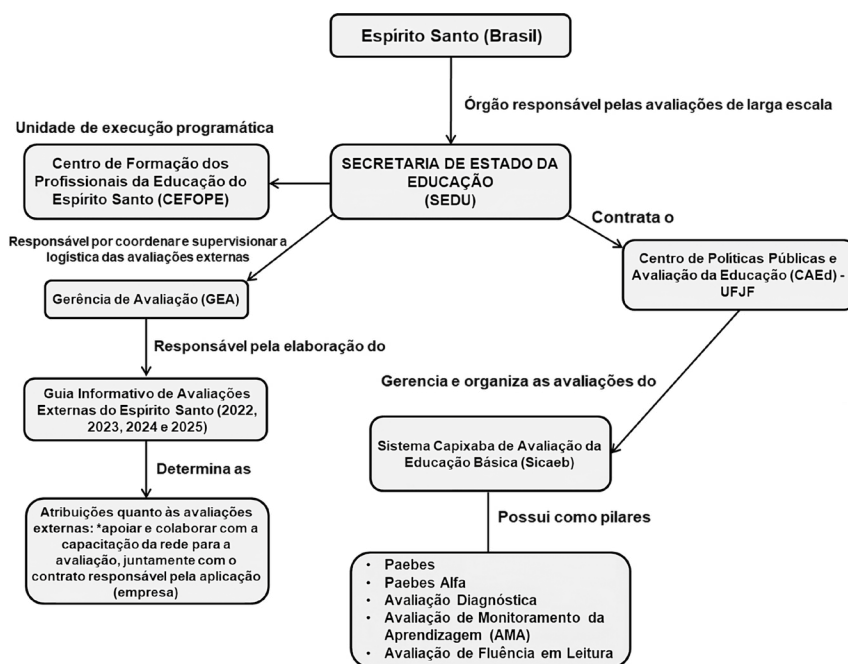 Espírito Santo (Brasil)
Órgão responsável pelas avaliações de larga escala
Unidade de execução programática
Centro de Formação dos
Profissionais da Educação do
Espírito Santo (CEFOPE)
SECRETARIA DE ESTADO DA
EDUCAÇÃO
(SEDU)
Contrata o
Responsável por coordenar e supervisionar a
logística das avaliações externas
Centro de Políticas Públicas e
Avaliação da Educação (CAEd) -
UFJF
Gerência de Avaliação (GEA)
Responsável pela elaboração do
Gerencia e organiza as avaliações do
Guia Informativo de Avaliações
Externas do Espírito Santo (2022,
2023, 2024 e 2025)
Sistema Capixaba de Avaliação da
Educação Básica (Sicaeb)
Determina as
Possui como pilares
Atribuições quanto às avaliações
externas: *apoiar e colaborar com a
capacitação da rede para a
avaliação, juntamente com o
contrato responsável pela aplicação
(empresa)
• Paebes
• Paebes Alfa
• Avaliação Diagnóstica
• Avaliação de Monitoramento da
Aprendizagem (AMA)
• Avaliação de Fluência em Leitura